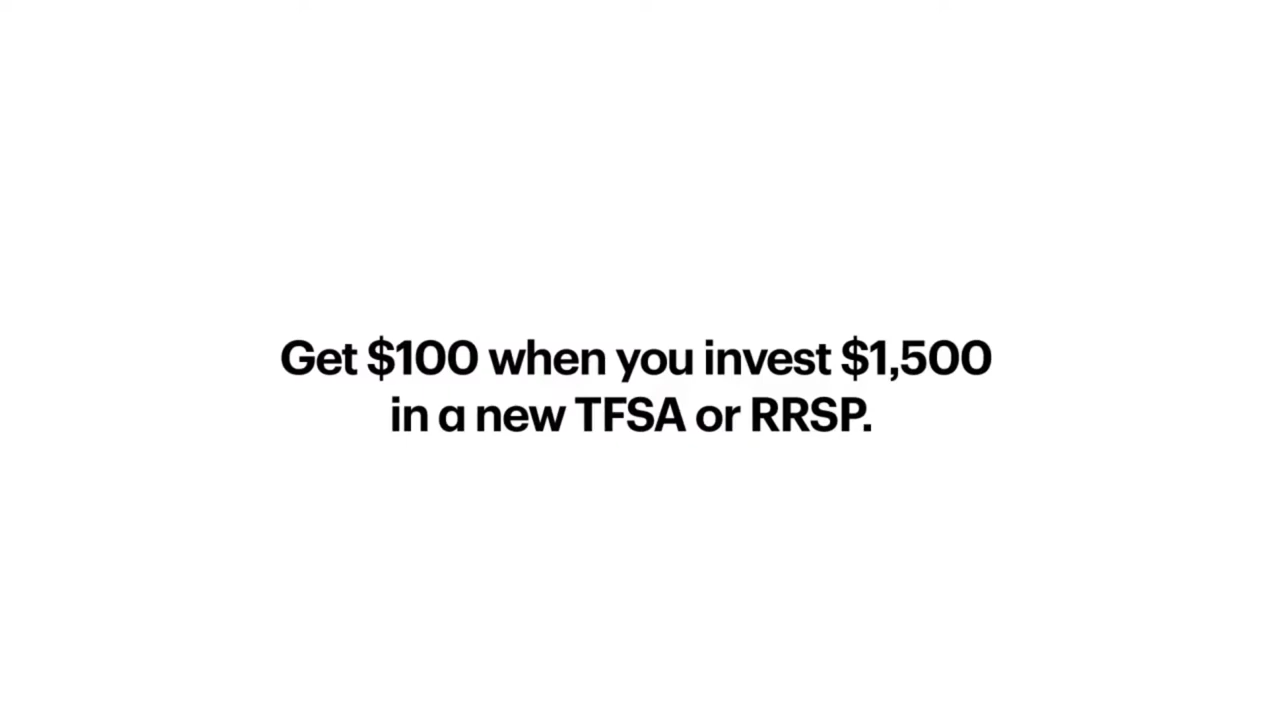 Get $100 when you invest $1,500
in a new TFSA or RRSP.